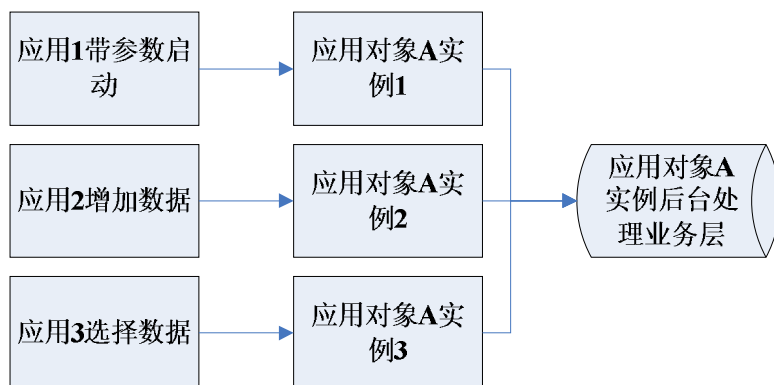 应用1带参数启
动
应用对象A实
例1
应用2增加数据
应用对象A实
例2
应用对象A
实例后台处
理业务层
应用3选择数据
应用对象A实
例3